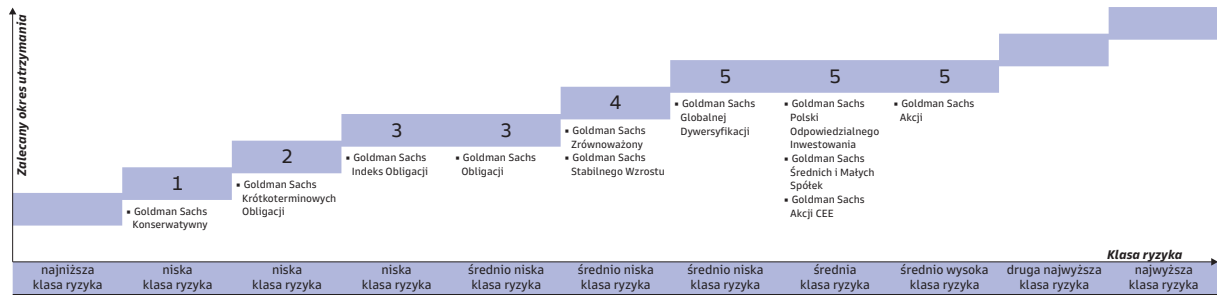 Zalecany okres utrzymania
1
▪ Goldman Sachs
Konserwatywny
2
▪ Goldman Sachs
Krótkoterminowych
Obligacji
3
▪ Goldman Sachs
Indeks Obligacji
3
▪ Goldman Sachs
Obligacji
4
▪ Goldman Sachs
Zrównoważony
▪ Goldman Sachs
Stabilnego Wzrostu
5
▪ Goldman Sachs
Globalnej
Dywersyfikacji
5
▪ Goldman Sachs
Polski
Odpowiedzialnego
Inwestowania
▪ Goldman Sachs
Średnich i Małych
Spółek
▪ Goldman Sachs
Akcji CEE
5
▪ Goldman Sachs
Akcji
Klasa ryzyka
najniższa
klasa ryzyka
niska
klasa ryzyka
niska
klasa ryzyka
niska
klasa ryzyka
średnio niska
klasa ryzyka
średnio niska
klasa ryzyka
średnio niska
klasa ryzyka
średnia
klasa ryzyka
średnio wysoka
klasa ryzyka
druga najwyższa
klasa ryzyka
najwyższa
klasa ryzyka